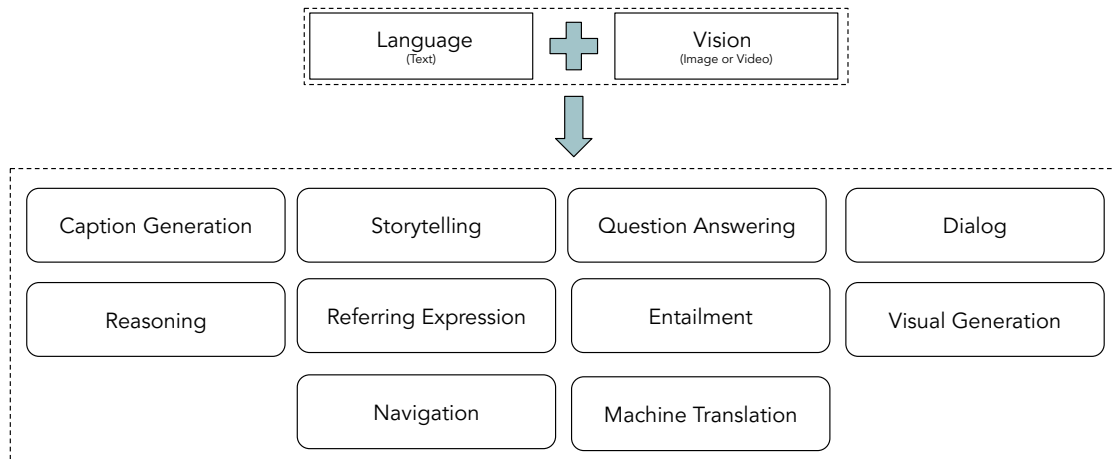 Language
(Text)
Vision
(Image or Video)
Caption Generation
Storytelling
Question Answering
Dialog
Reasoning
Referring Expression
Entailment
Visual Generation
Navigation
Machine Translation